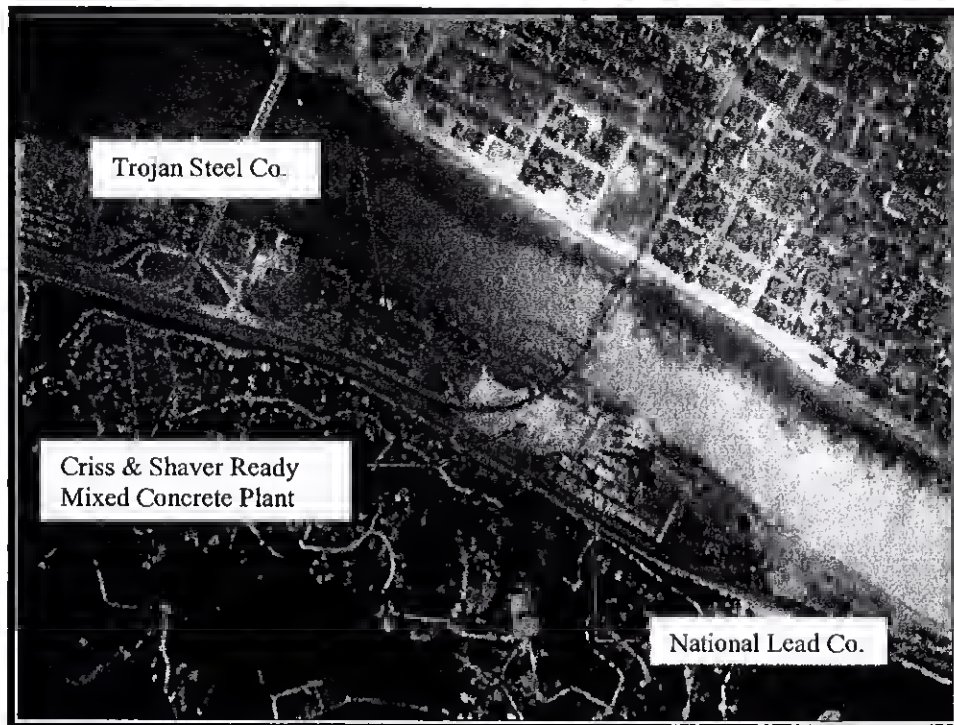 Trojan Steel Co.
Criss & Shaver Ready
Mixed Concrete Plant
National Lead Co.